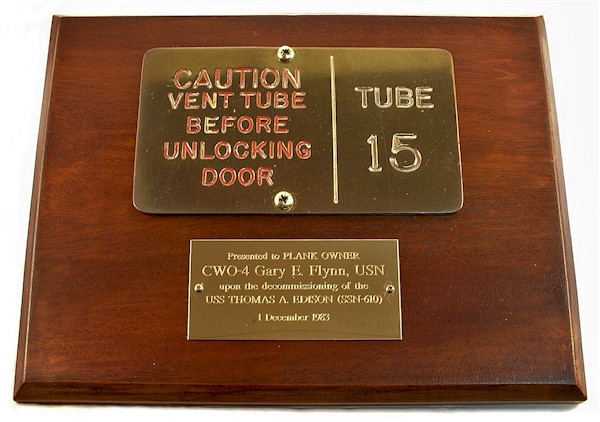 CAUTION
VENT TUBE
BEFORE
UNLOCKING
DOOR
TUBE
15
Presented to PLANK OWNER
CWO-4 Gary E. Flynn, USN
upon the decommissioning of the
USS THOMAS A. EDISON (SSN-610)
1 December 1983